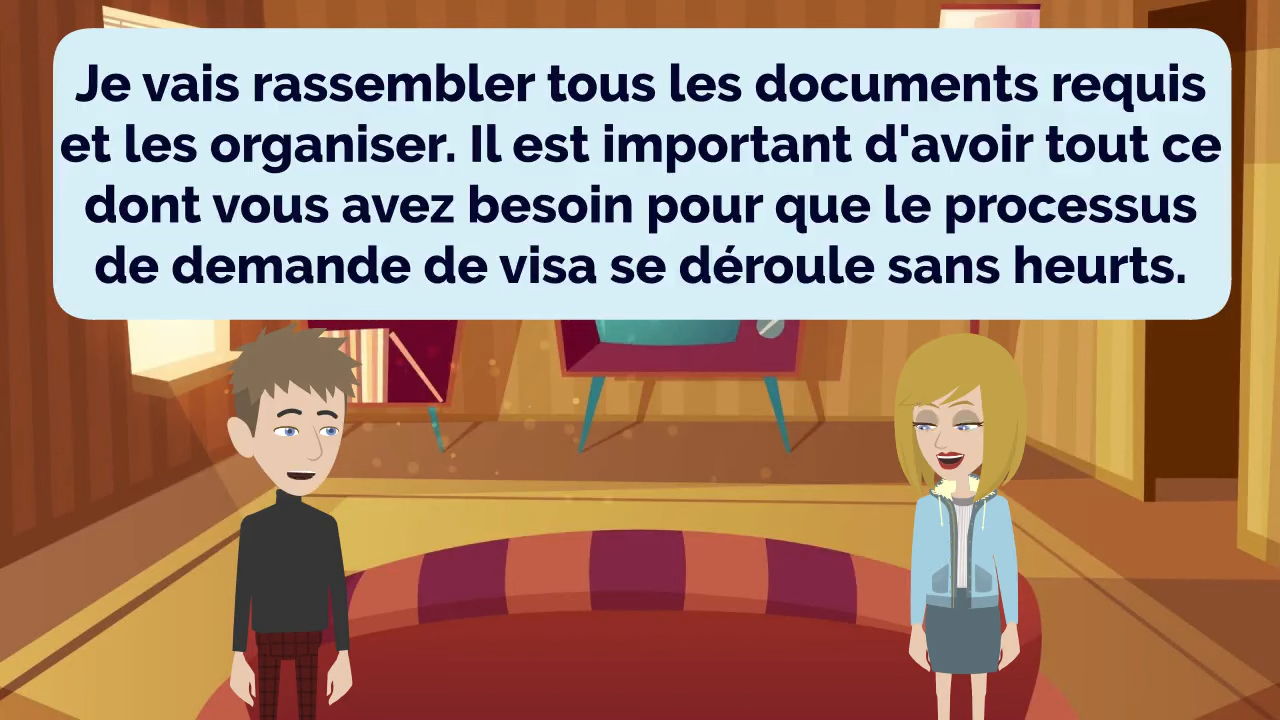 Je vais rassembler tous les documents requis
et les organiser. Il est important d'avoir tout ce
dont vous avez besoin pour que le processus
de demande de visa se déroule sans heurts.